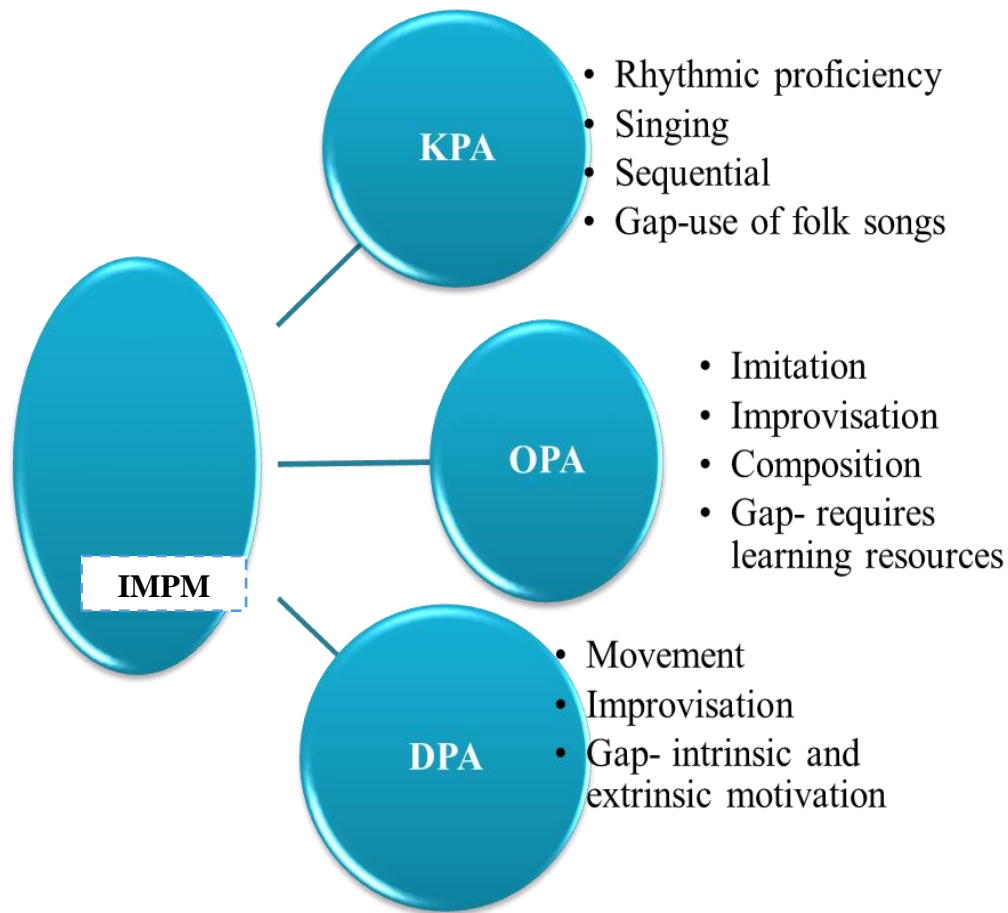 KPA
• Rhythmic proficiency
• Singing
• Sequential
• Gap-use of folk songs
OPA
• Imitation
• Improvisation
• Composition
• Gap- requires
learning resources
IMPM
DPA
• Movement
• Improvisation
• Gap- intrinsic and
extrinsic motivation